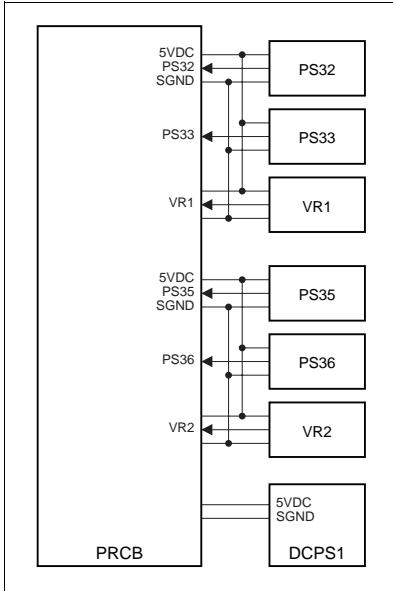 5VDC
PS32
SGND
PS32
PS33
PS33
VR1
VR1
5VDC
PS35
SGND
PS35
PS36
PS36
VR2
VR2
5VDC
SGND
PRCB
DCPS1